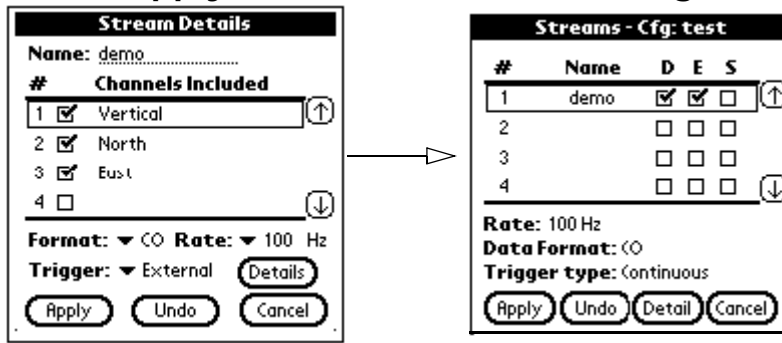 Stream Details
Name: demo
# Channels Included
1 Vertical
2 North
3 East
4
Format: CO Rate: 100 Hz
Trigger: External Details
Apply Undo Cancel
Streams - Cfg: test
# Name D E S
1 demo
2
3
4
Rate: 100 Hz
Data Format: CO
Trigger type: Continuous
Apply Undo Detail Cancel